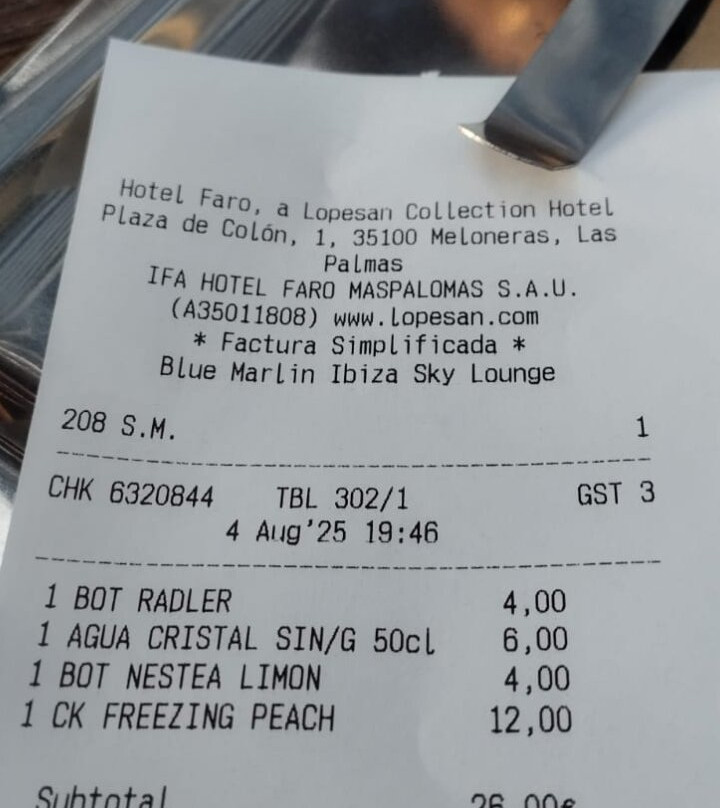 Hotel Faro, a Lopesan Collection Hotel
Plaza de Colón, 1, 35100 Meloneras, Las
Palmas
IFA HOTEL FARO MASPALOMAS S.A.U.
(A35011808) www.lopesan.com
* Factura Simplificada *
Blue Marlin Ibiza Sky Lounge
208 S.M. 1
CHK 6320844 TBL 302/1 GST 3
4 Aug'25 19:46
1 BOT RADLER 4,00
1 AGUA CRISTAL SIN/G 50cl 6,00
1 BOT NESTEA LIMON 4,00
1 CK FREEZING PEACH 12,00
Subtotal 26,00€